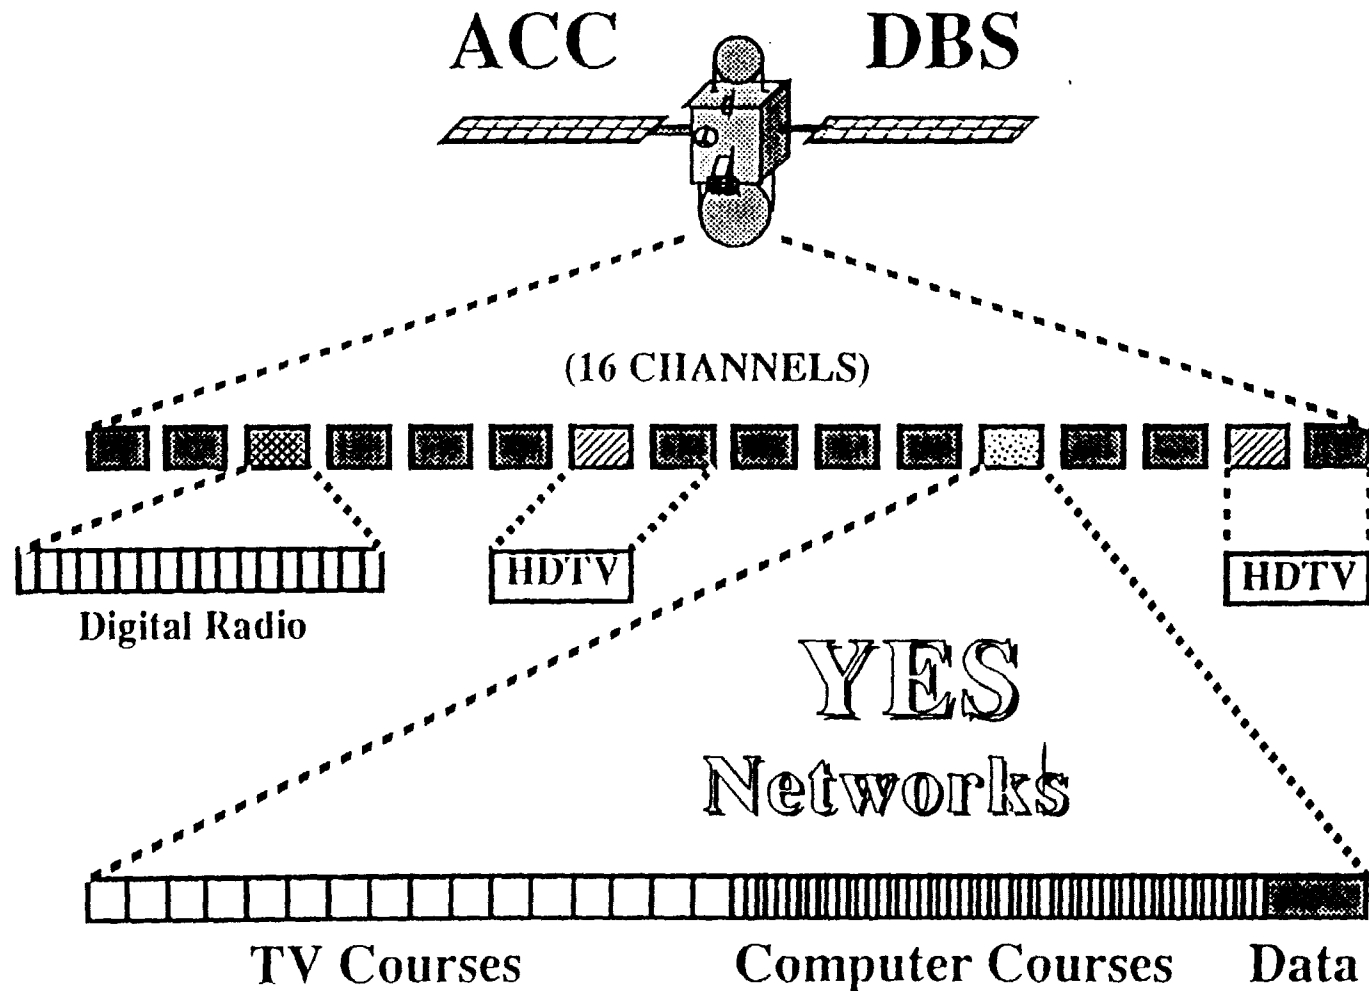 ACC DBS
(16 CHANNELS)
HDTV
HDTV
Digital Radio
YES
Networks
TV Courses Computer Courses Data